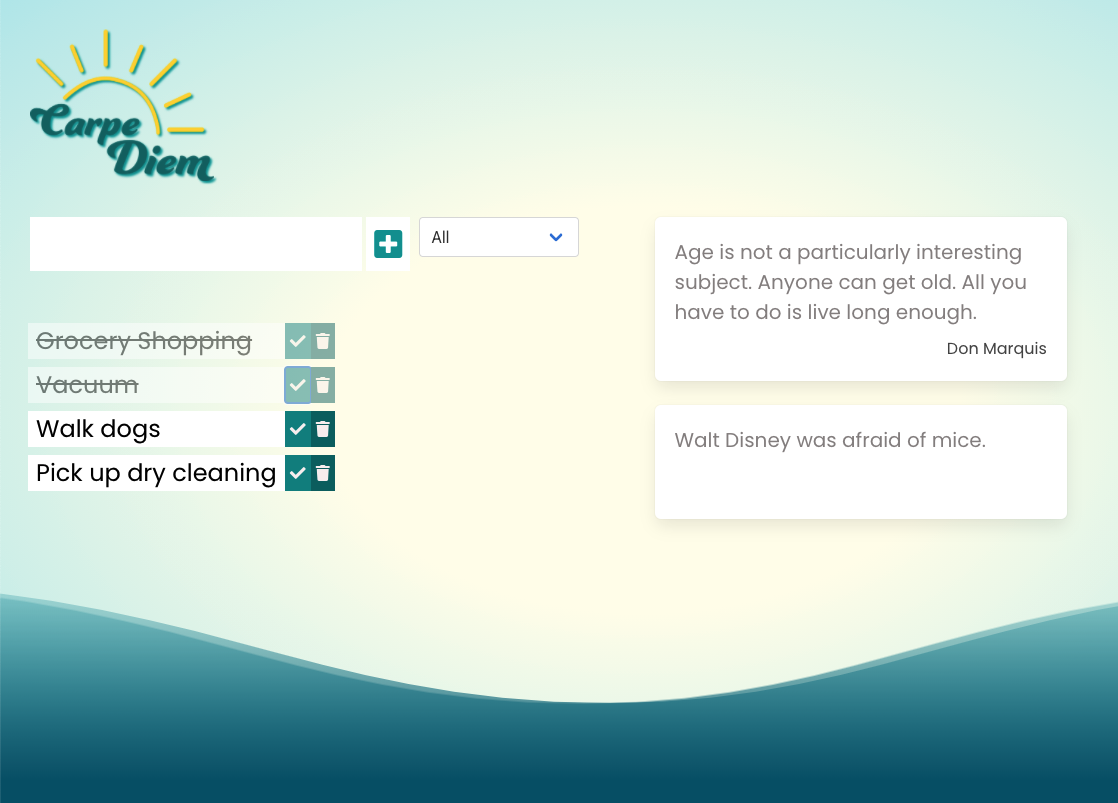 Carpe
Diem
All
Grocery Shopping
Vacuum
Walk dogs
Pick up dry cleaning
Age is not a particularly interesting
subject. Anyone can get old. All you
have to do is live long enough.
Don Marquis
Walt Disney was afraid of mice.